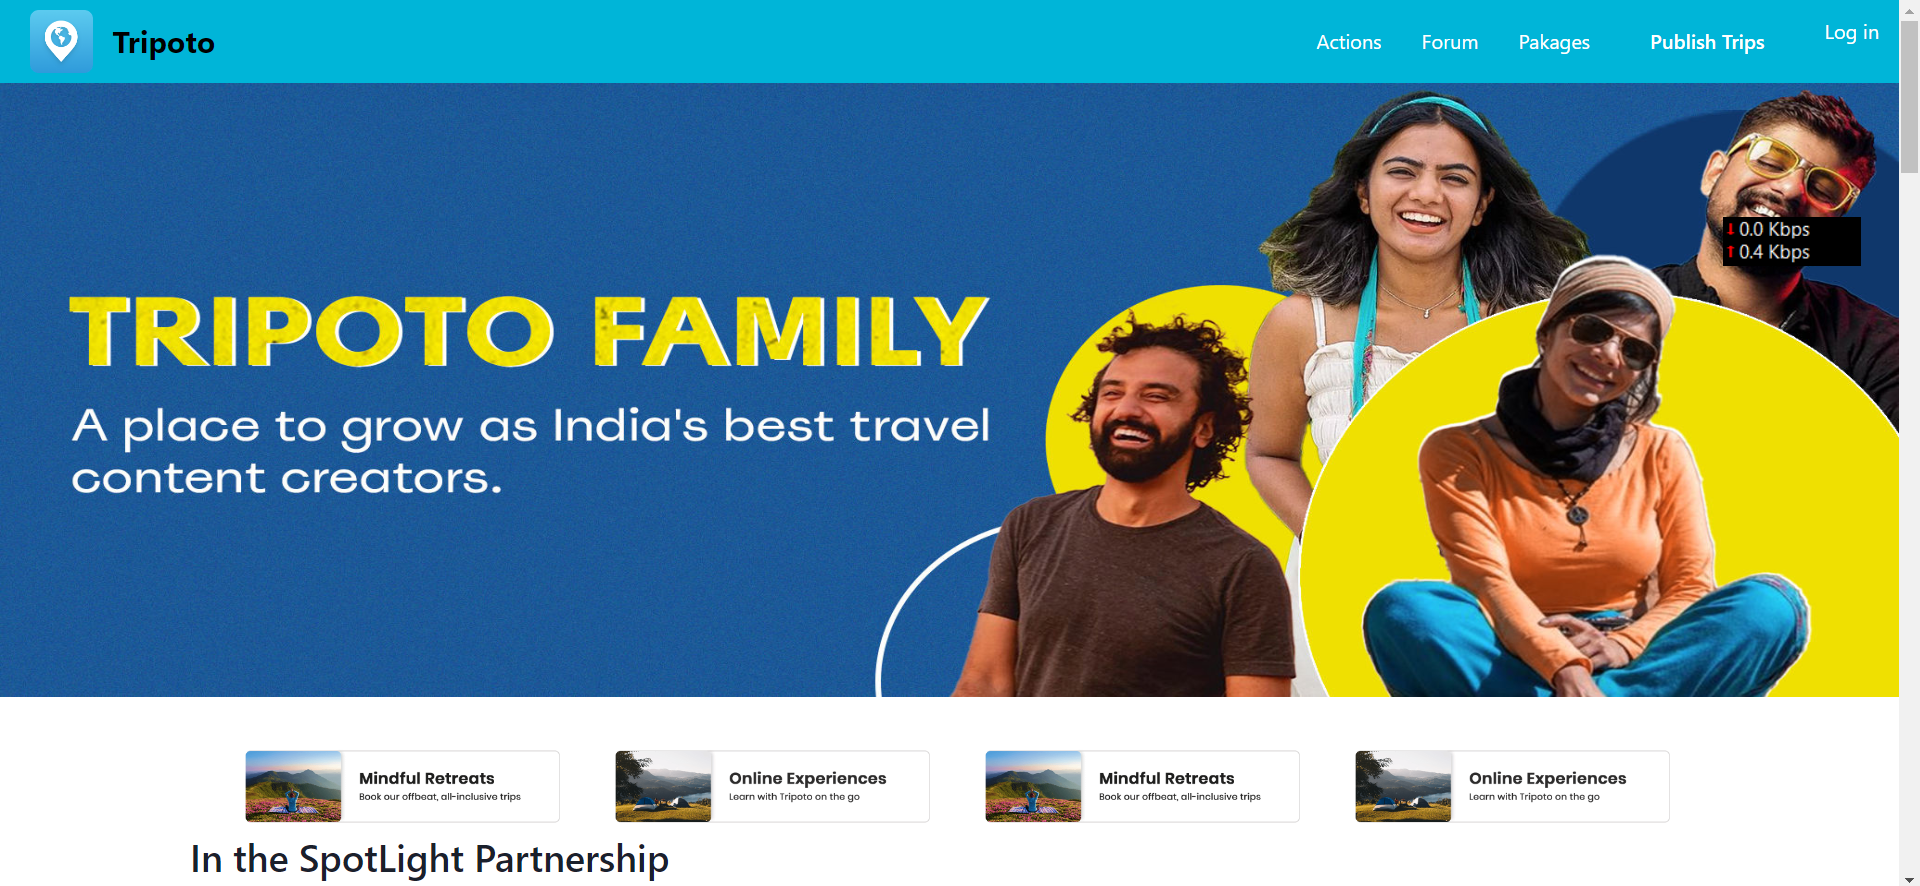 Tripoto
Actions
Forum
Pakages
Publish Trips
Log in
↓ 0.0 Kbps
↑ 0.4 Kbps
TRIPOTO FAMILY
A place to grow as India's best travel
content creators.
Mindful Retreats
Book our offbeat, all-inclusive trips
Online Experiences
Learn with Tripoto on the go
Mindful Retreats
Book our offbeat, all-inclusive trips
Online Experiences
Learn with Tripoto on the go
In the SpotLight Partnership